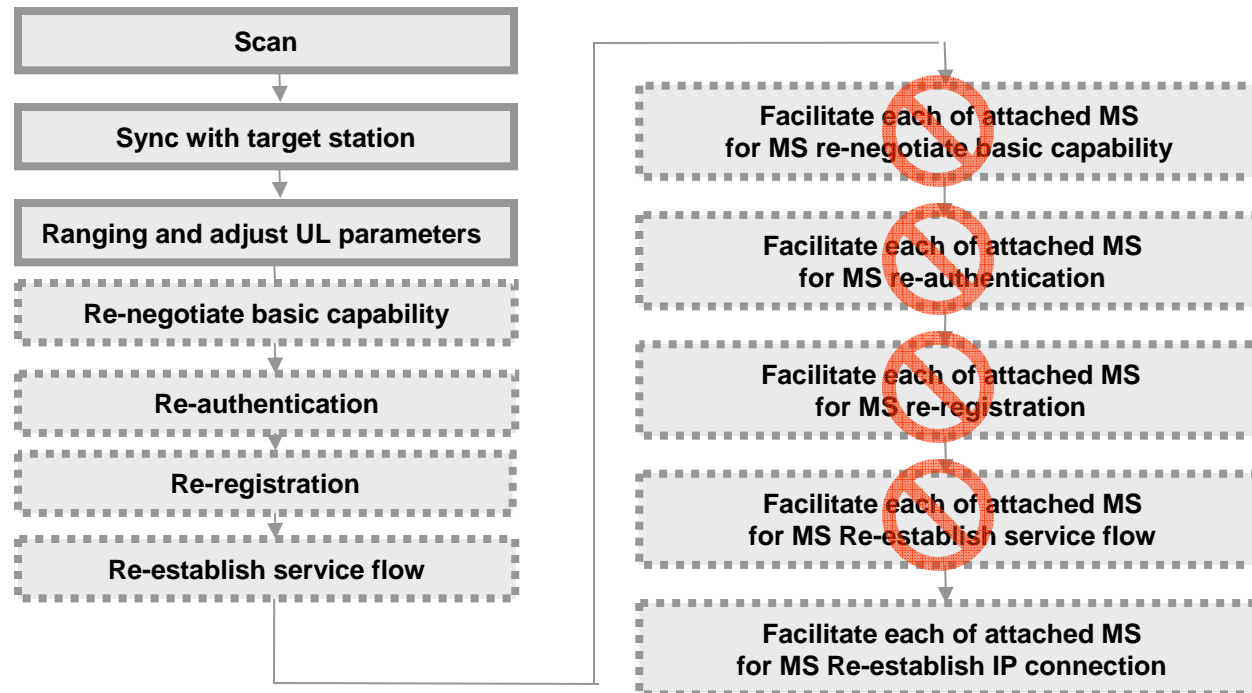 Scan
Sync with target station
Ranging and adjust UL parameters
Re-negotiate basic capability
Re-authentication
Re-registration
Re-establish service flow
Facilitate each of attached MS
for MS re-negotiate basic capability
Facilitate each of attached MS
for MS re-authentication
Facilitate each of attached MS
for MS re-registration
Facilitate each of attached MS
for MS Re-establish service flow
Facilitate each of attached MS
for MS Re-establish IP connection